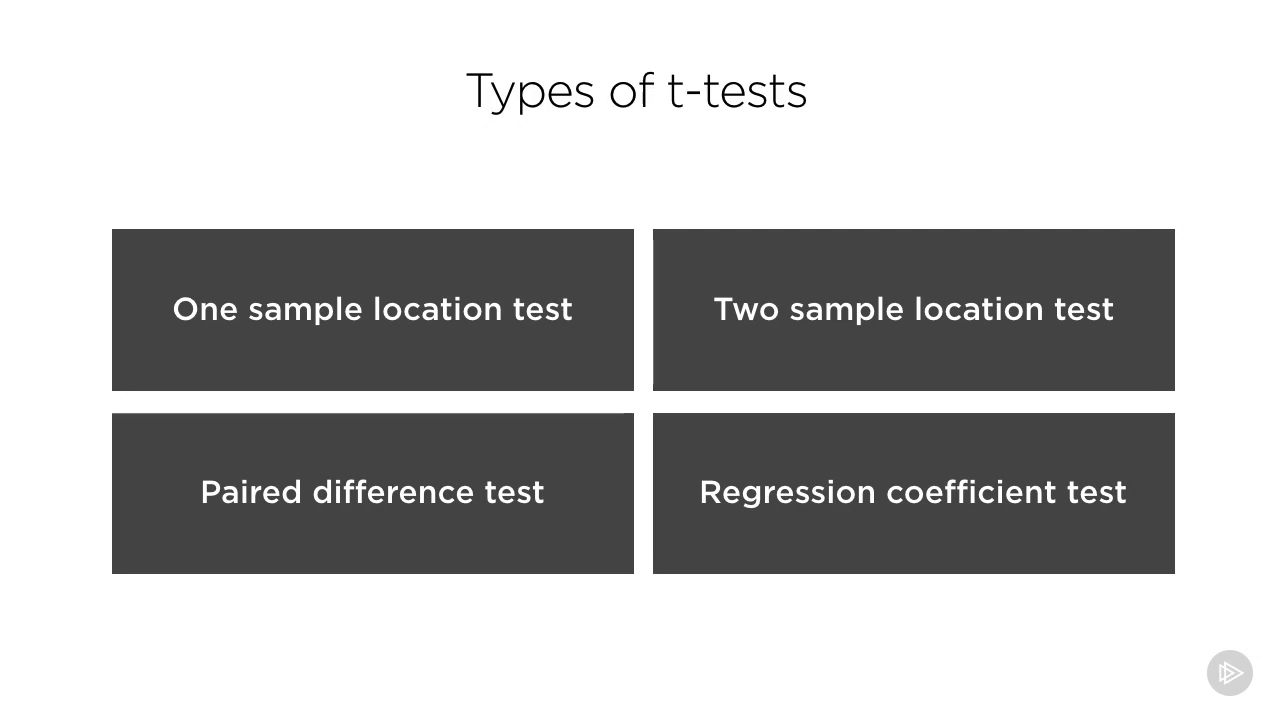 Types of t-tests
One sample location test
Two sample location test
Paired difference test
Regression coefficient test